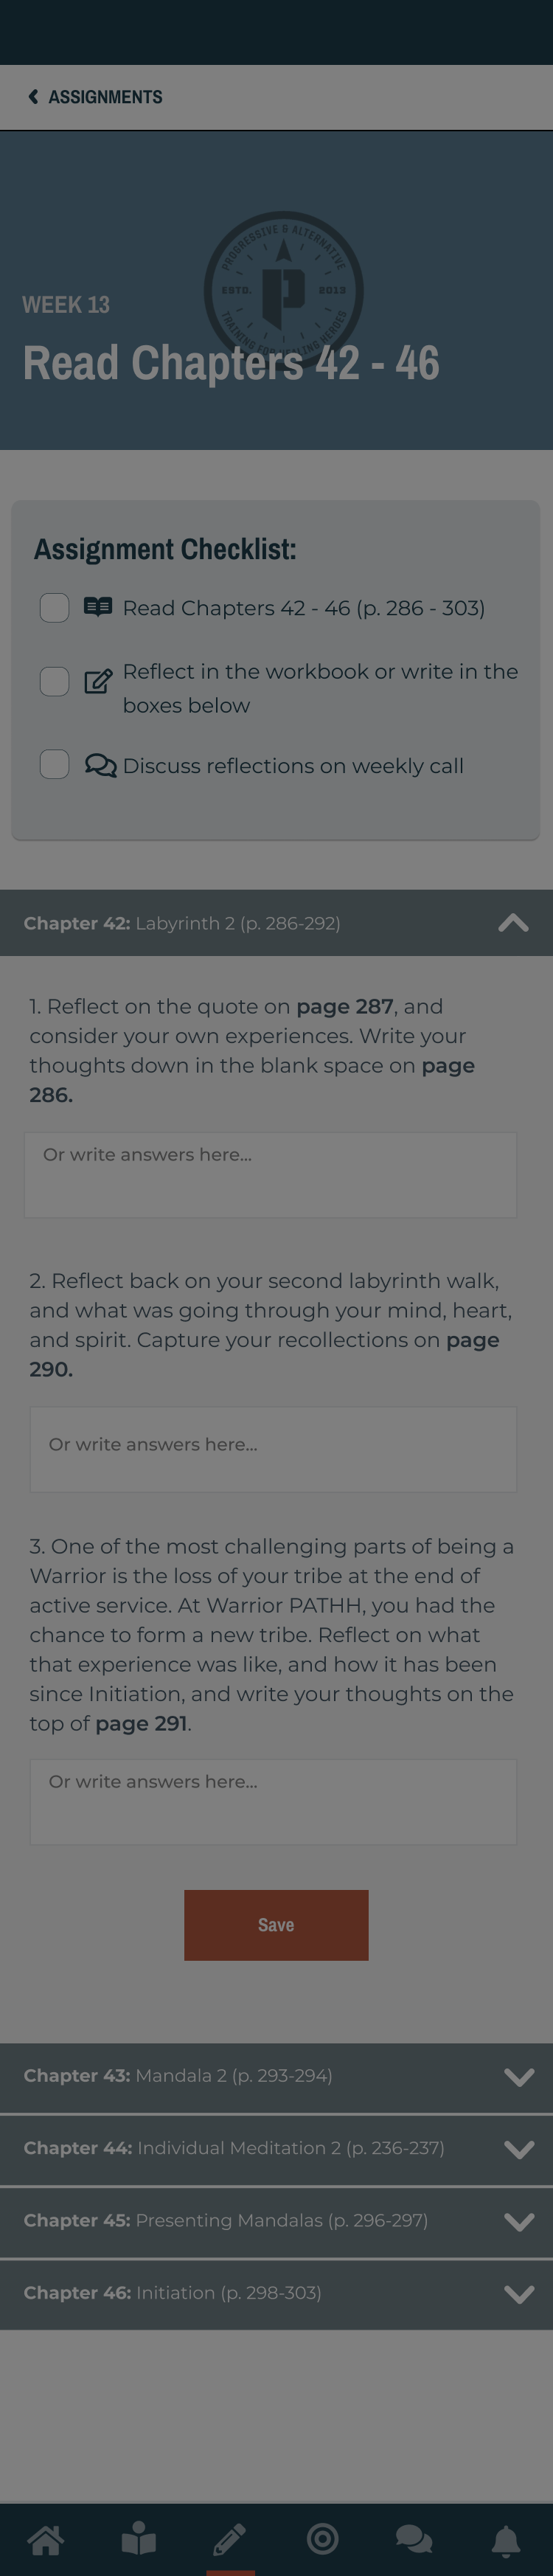 ASSIGNMENTS
PROGRESSIVE & ALTERNATIVE
ESTD. 2013
TRAINING FOR HEALING HEROES
WEEK 13
Read Chapters 42 - 46
Assignment Checklist:
Read Chapters 42 - 46 (p. 286 - 303)
Reflect in the workbook or write in the
boxes below
Discuss reflections on weekly call
Chapter 42: Labyrinth 2 (p. 286-292)
1. Reflect on the quote on page 287, and
consider your own experiences. Write your
thoughts down in the blank space on page
286.
Or write answers here...
2. Reflect back on your second labyrinth walk,
and what was going through your mind, heart,
and spirit. Capture your recollections on page
290.
Or write answers here...
3. One of the most challenging parts of being a
Warrior is the loss of your tribe at the end of
active service. At Warrior PATHH, you had the
chance to form a new tribe. Reflect on what
that experience was like, and how it has been
since Initiation, and write your thoughts on the
top of page 291.
Or write answers here...
Save
Chapter 43: Mandala 2 (p. 293-294)
Chapter 44: Individual Meditation 2 (p. 236-237)
Chapter 45: Presenting Mandalas (p. 296-297)
Chapter 46: Initiation (p. 298-303)